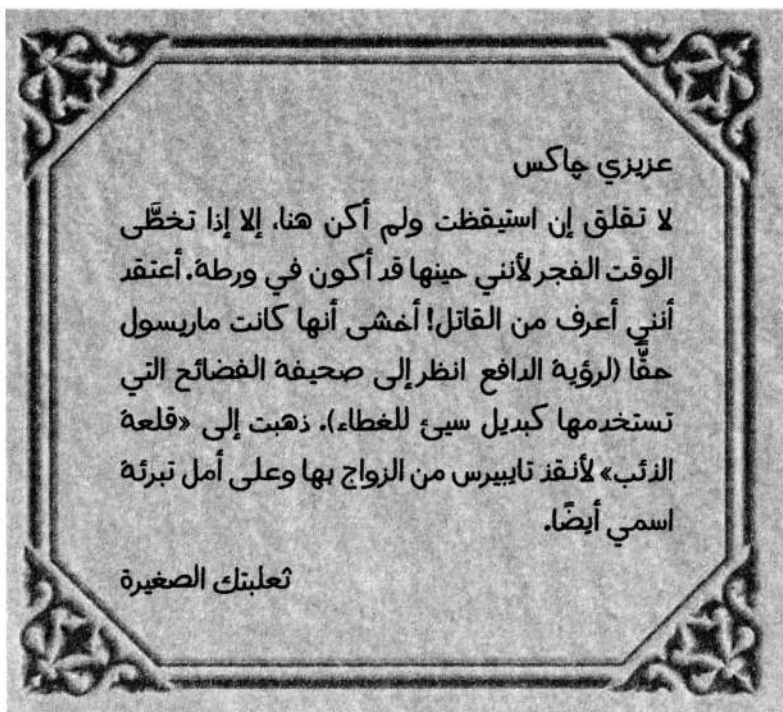 عزيزي چاكس
لا تقلق إن استيقظت ولم أكن هنا، إلا إذا تخطَّى
الوقت الفجر لأنني حينها قد أكون في ورطة. أعتقد
أنني أعرف من القاتل! أخشى أنها كانت ماريسول
حقًّا (لرؤية الدافع انظر إلى صحيفة الفضائح التي
تستخدمها كبديل سيئ للغطاء). ذهبت إلى «قلعة
الذئب» لأنقذ تايبيرس من الزواج بها وعلى أمل تبرئة
اسمي أيضًا.
ثعلبتك الصغيرة